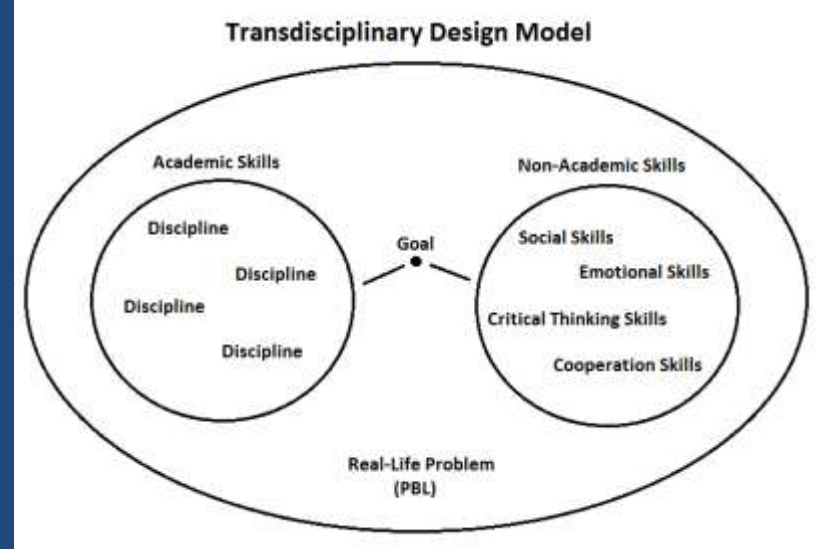 Transdisciplinary Design Model
Academic Skills
Discipline
Discipline
Discipline
Discipline
Goal
Non-Academic Skills
Social Skills
Emotional Skills
Critical Thinking Skills
Cooperation Skills
Real-Life Problem
(PBL)